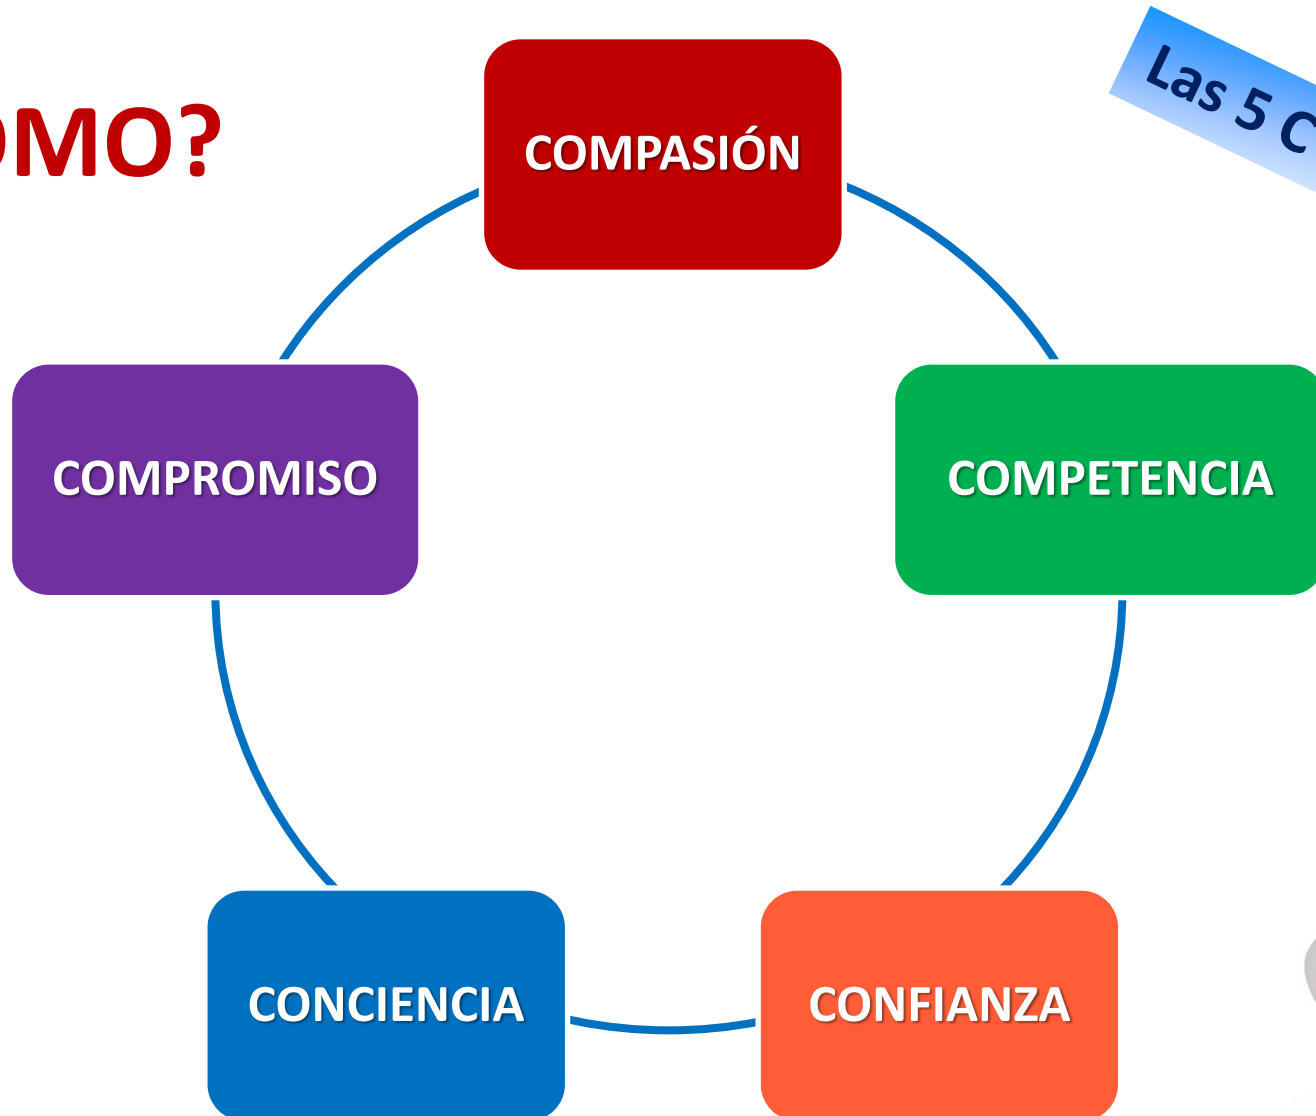 OMO?
Las 5 C
COMPASIÓN
COMPROMISO
COMPETENCIA
CONCIENCIA
CONFIANZA